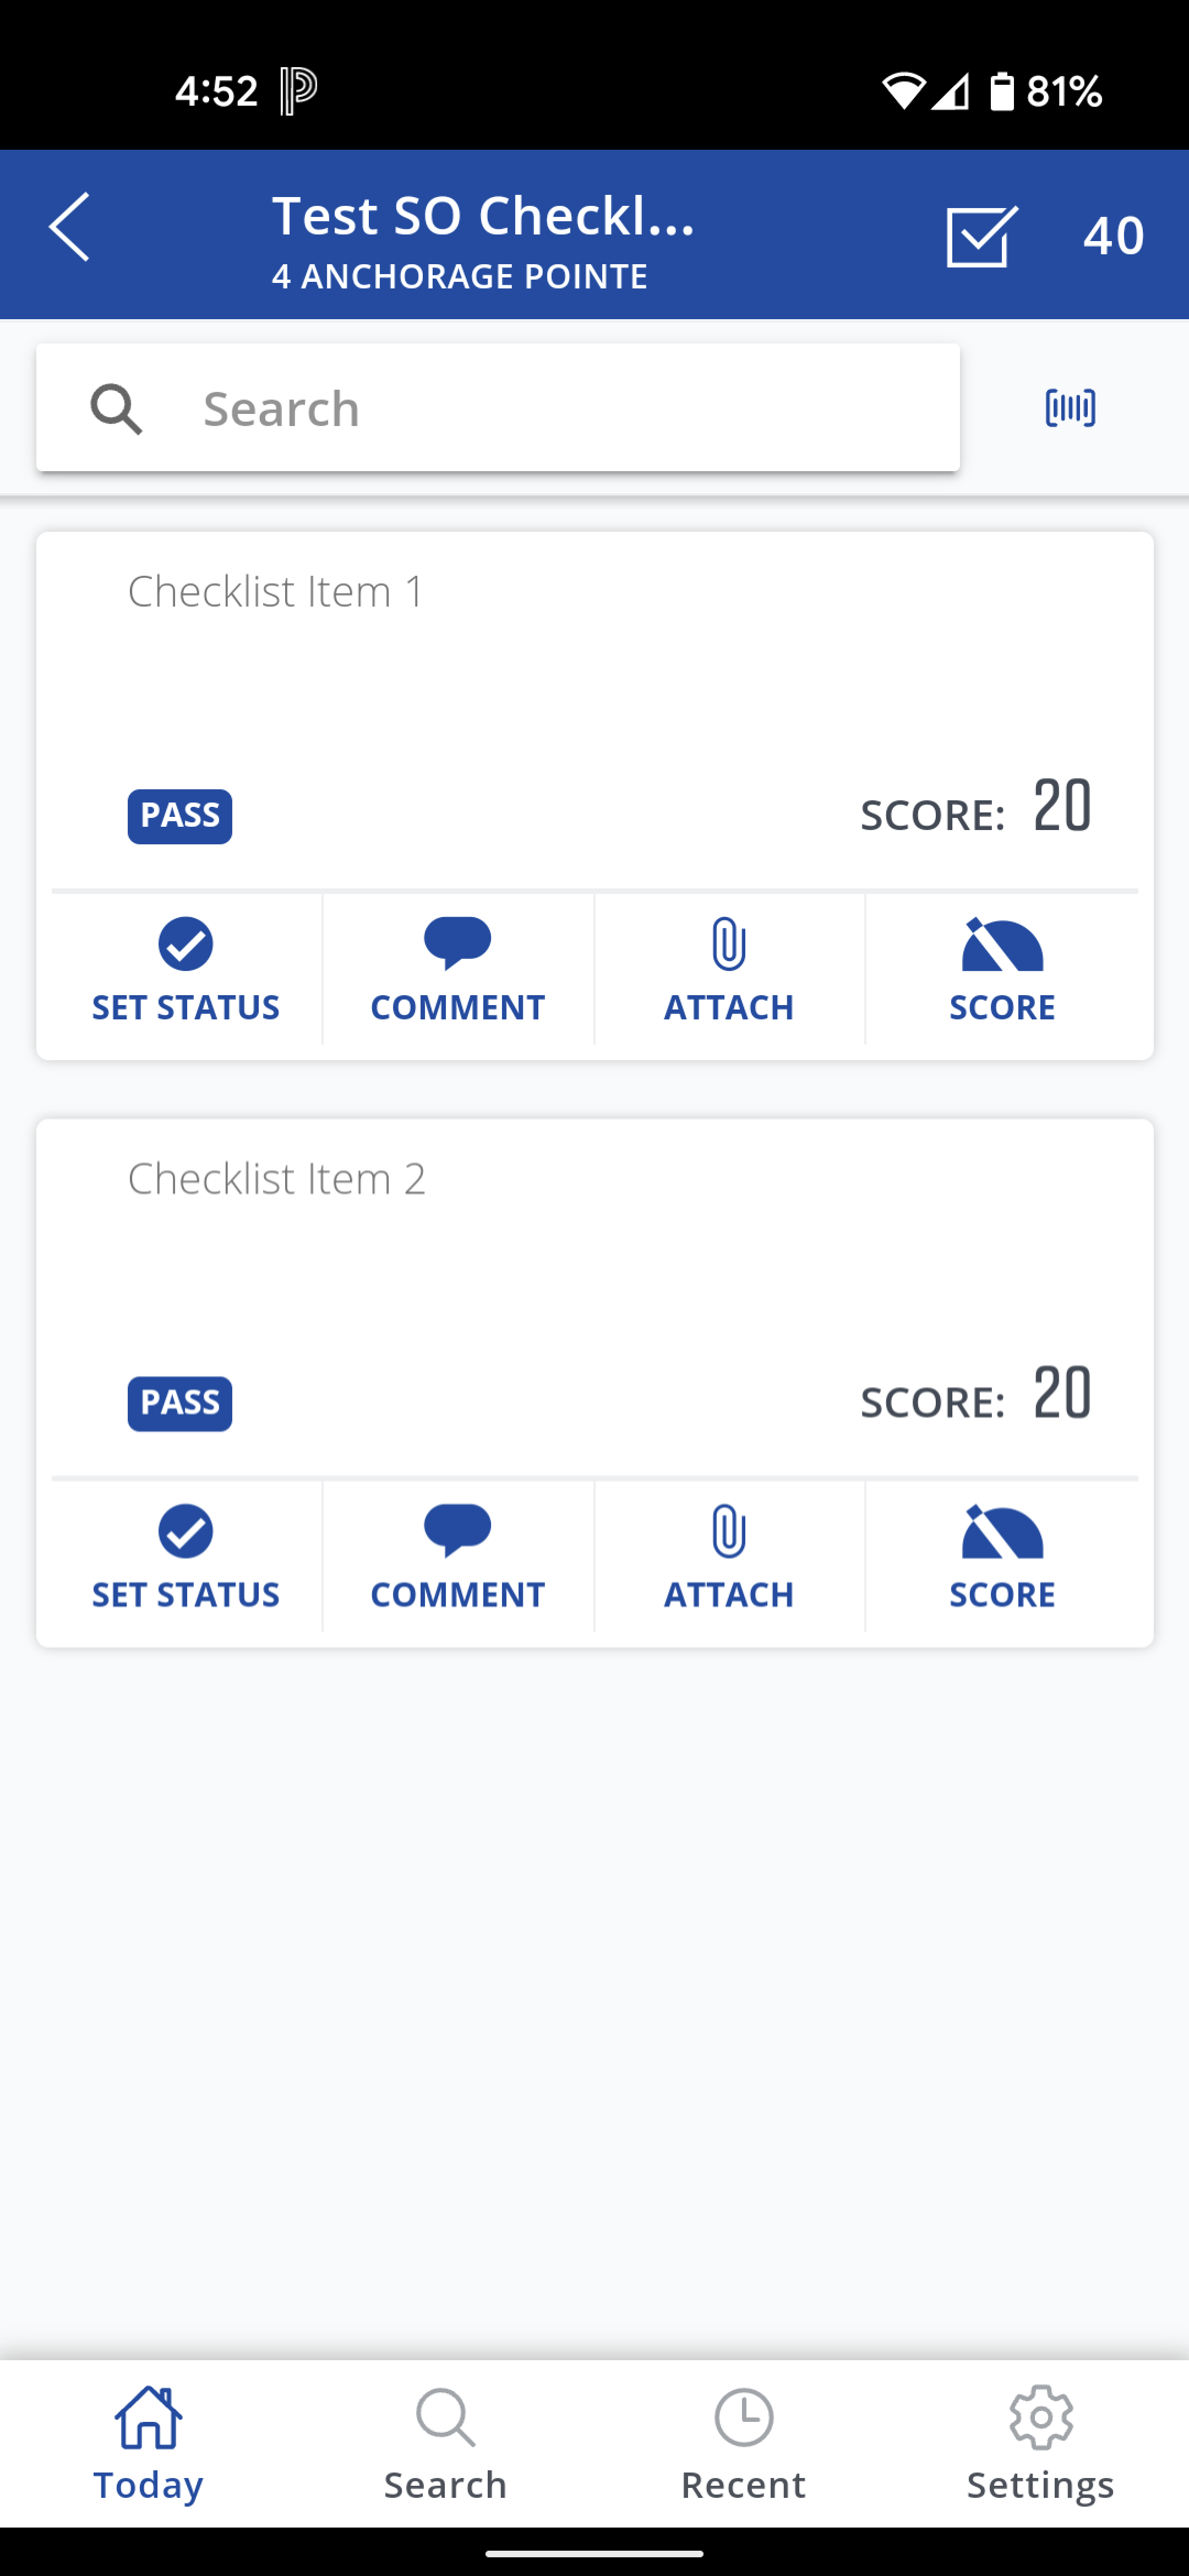 4:52 81%
Test SO Checkl...
4 ANCHORAGE POINTE
40
Search
Checklist Item 1
PASS SCORE: 20
SET STATUS COMMENT ATTACH SCORE
Checklist Item 2
PASS SCORE: 20
SET STATUS COMMENT ATTACH SCORE
Today Search Recent Settings